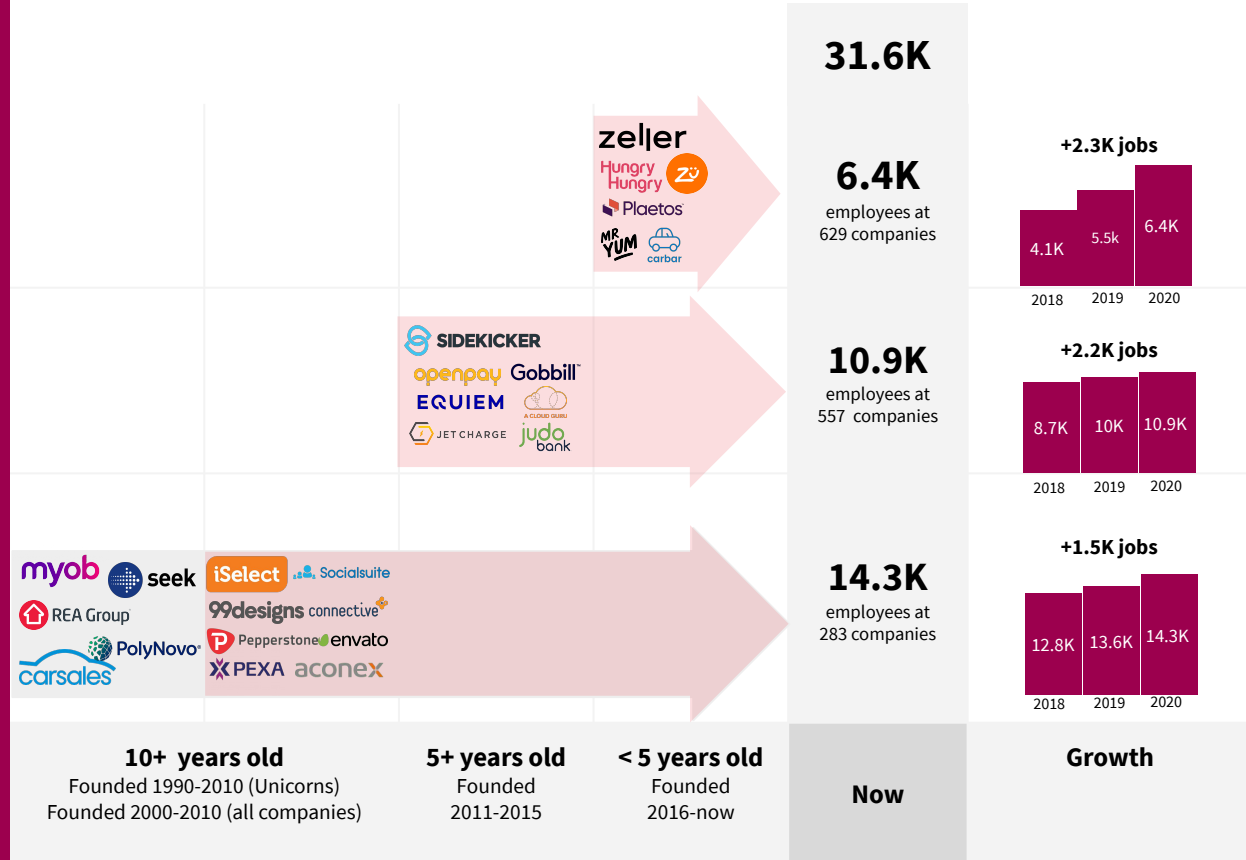 31.6K
zeller
Hungry
Hungry
Zü
Plaetos
MR
YUM
carbar
6.4K
employees at
629 companies
+2.3K jobs
4.1K
5.5k
6.4K
2018
2019
2020
SIDEKICKER
openpay
Gobbill™
EQUIEM
A CLOUD GURU
JETCHARGE
judo
bank
10.9K
employees at
557 companies
+2.2K jobs
8.7K
10K
10.9K
2018
2019
2020
myob
seek
REA Group
PolyNovo®
carsales
iSelect
Socialsuite
99designs
connective
Pepperstone
envato
PEXA
aconex
14.3K
employees at
283 companies
+1.5K jobs
12.8K
13.6K
14.3K
2018
2019
2020
10+ years old
Founded 1990-2010 (Unicorns)
Founded 2000-2010 (all companies)
5+ years old
Founded
2011-2015
< 5 years old
Founded
2016-now
Now
Growth